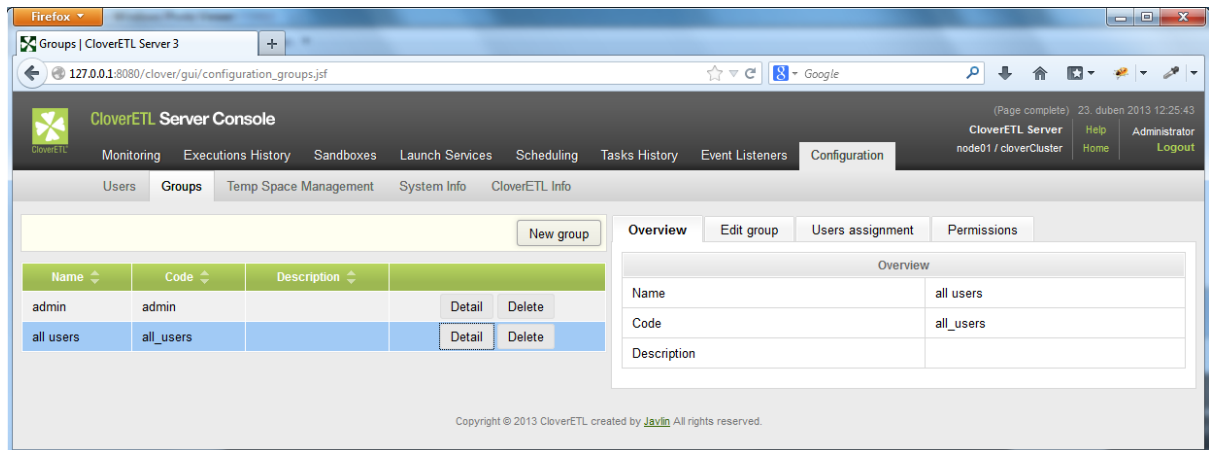 Firefox
Groups | CloverETL Server 3
127.0.0.1:8080/clover/gui/configuration_groups.jsf
Google
(Page complete) 23. duben 2013 12:25:43
CloverETL
CloverETL Server Console
CloverETL Server Help Administrator
node01 / cloverCluster Home Logout
Monitoring Executions History Sandboxes Launch Services Scheduling Tasks History Event Listeners Configuration
Users Groups Temp Space Management System Info CloverETL Info
New group
Overview Edit group Users assignment Permissions
Overview
Name Code Description
Name all users
admin admin Detail Delete
Code all_users
all users all_users Detail Delete
Description
Copyright © 2013 CloverETL created by Javlin All rights reserved.